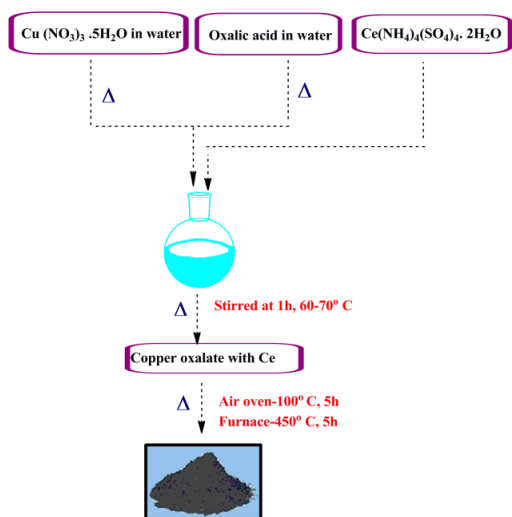 Cu (NO₃)₃ .5H₂O in water
Oxalic acid in water
Ce(NH₄)₄(SO₄)₄. 2H₂O
Δ
Δ
Δ
Stirred at 1h, 60-70° C
Copper oxalate with Ce
Δ
Air oven-100° C, 5h
Furnace-450° C, 5h